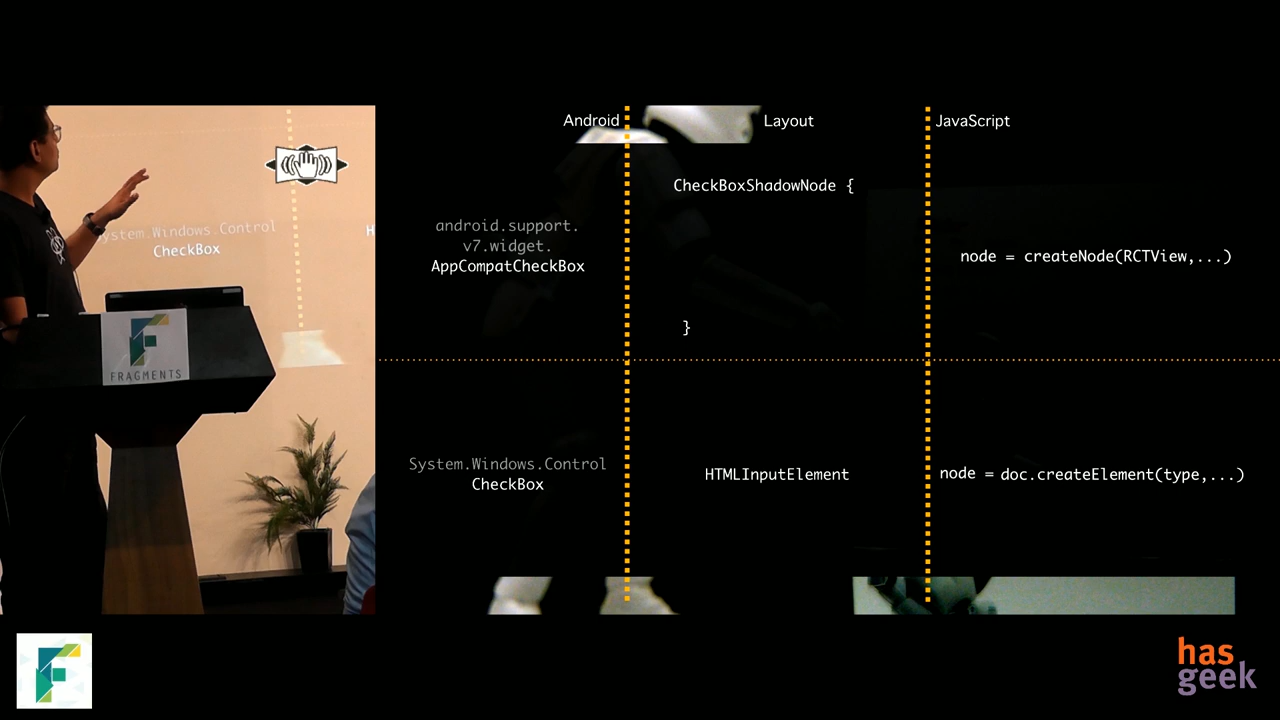 Android
Layout
JavaScript
CheckBoxShadowNode {
android.support.
v7.widget.
AppCompatCheckBox
node = createNode(RCTView,...)
}
System.Windows.Control
CheckBox
HTMLInputElement
node = doc.createElement(type,...)
System.Windows.Control
CheckBox
H
FRAGMENTS
has
geek